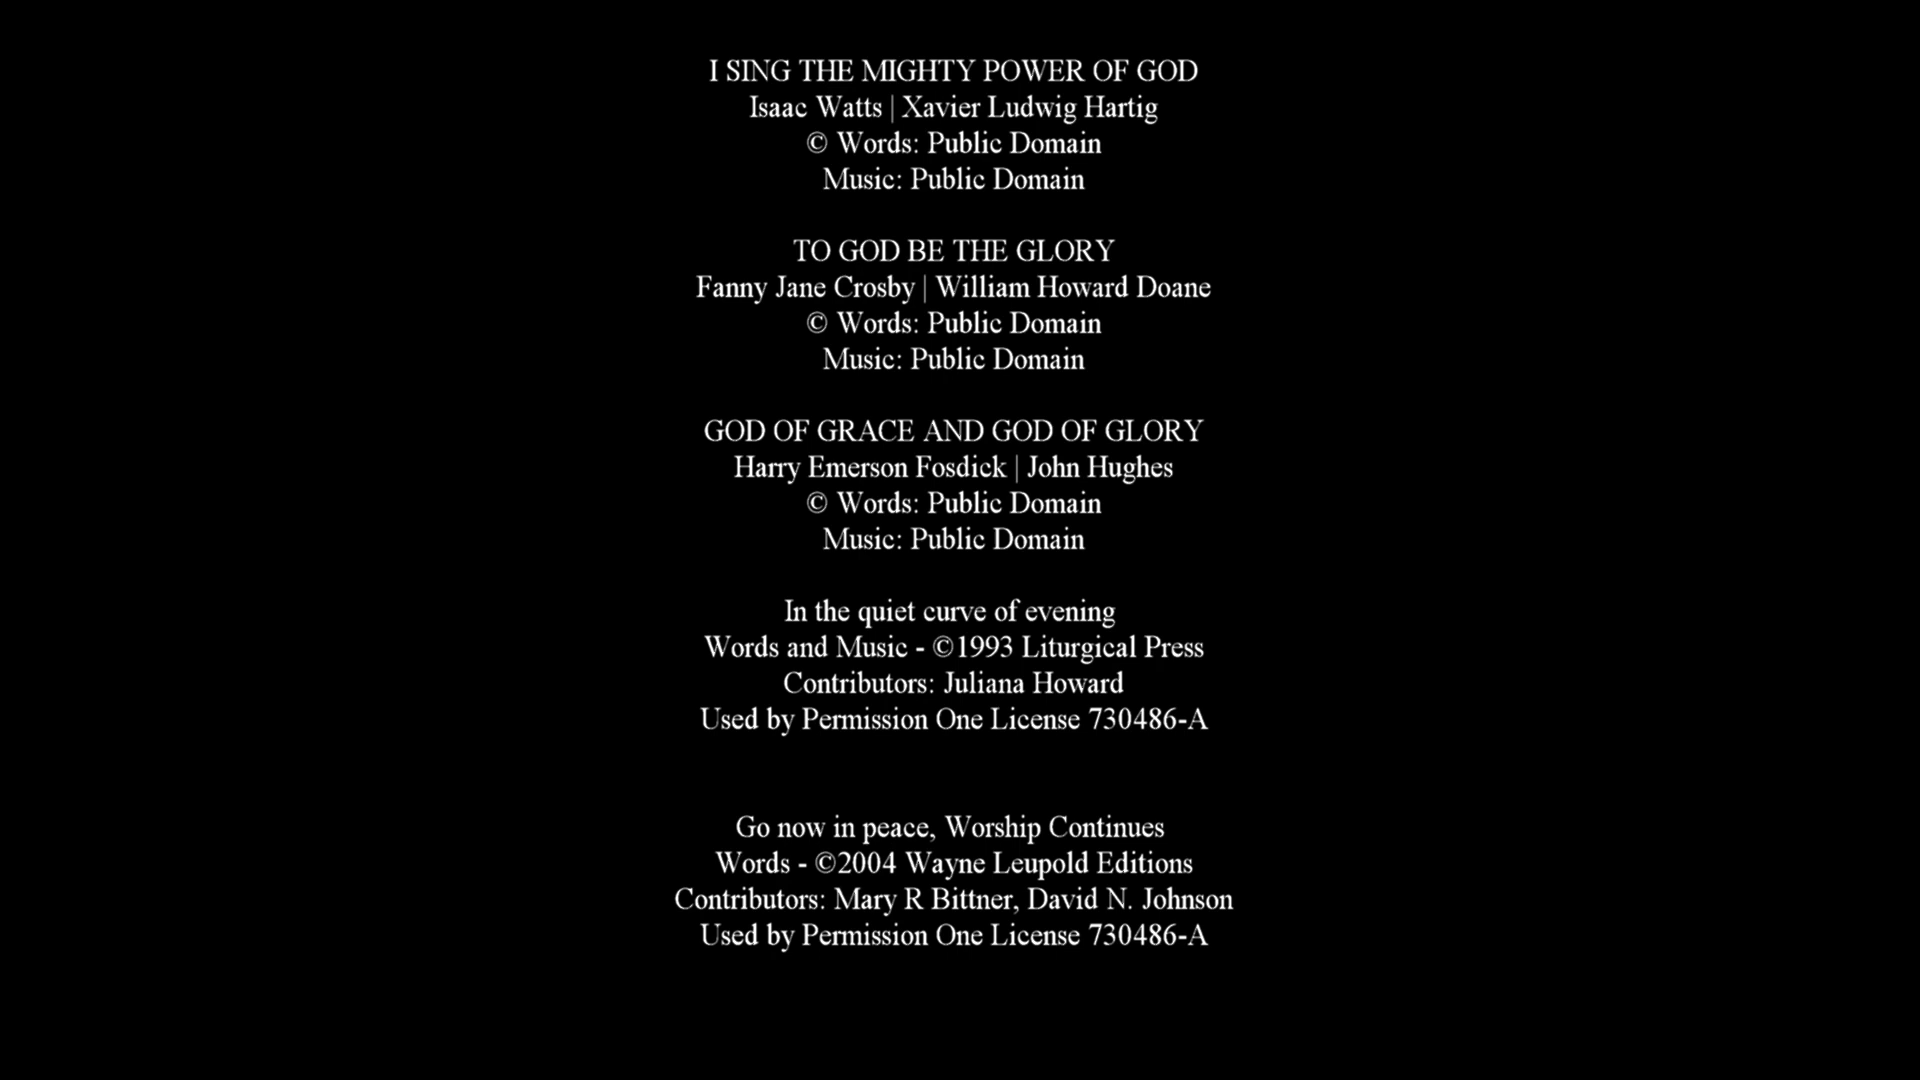 I SING THE MIGHTY POWER OF GOD
Isaac Watts | Xavier Ludwig Hartig
© Words: Public Domain
Music: Public Domain
TO GOD BE THE GLORY
Fanny Jane Crosby | William Howard Doane
© Words: Public Domain
Music: Public Domain
GOD OF GRACE AND GOD OF GLORY
Harry Emerson Fosdick | John Hughes
© Words: Public Domain
Music: Public Domain
In the quiet curve of evening
Words and Music - ©1993 Liturgical Press
Contributors: Juliana Howard
Used by Permission One License 730486-A
Go now in peace, Worship Continues
Words - ©2004 Wayne Leupold Editions
Contributors: Mary R Bittner, David N. Johnson
Used by Permission One License 730486-A